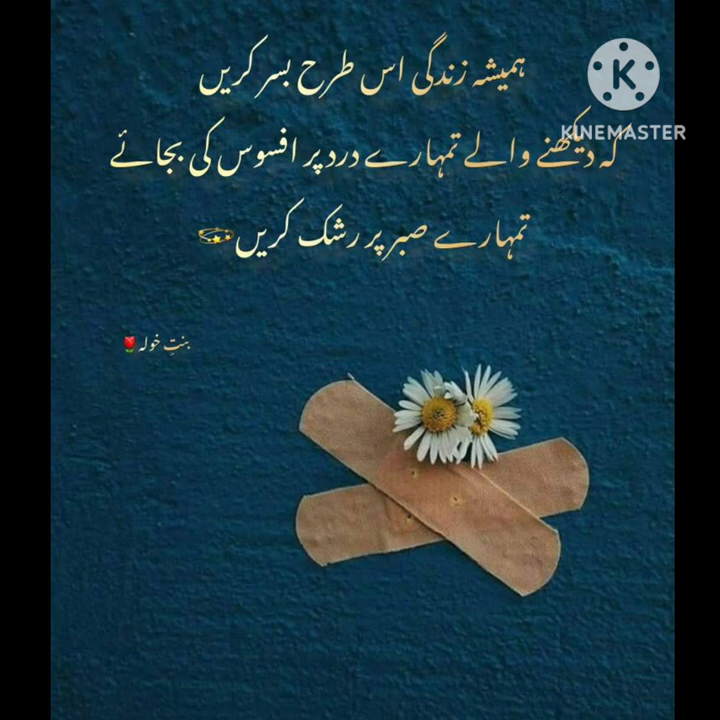 ہمیشہ زندگی اس طرح بسر کریں
KINEMASTER
کہ دیکھنے والے تمہارے درد پر افسوس کی بجائے
تمہارے صبر پر رشک کریں💫
بنتِ خولہ🌷